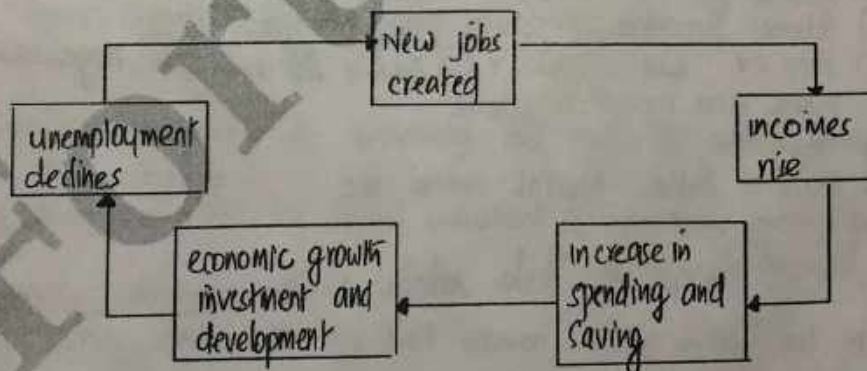 New jobs
created
incomes
rise
increase in
spending and
saving
economic growth
investment and
development
unemployment
declines